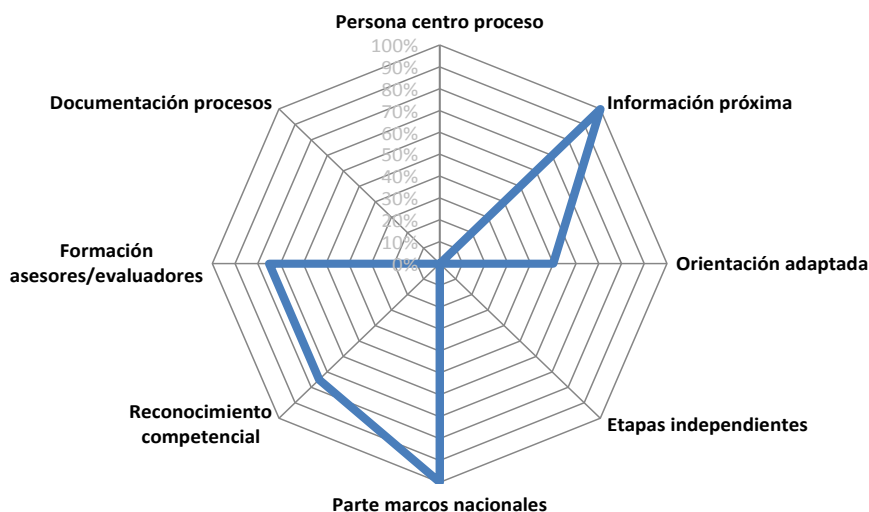 Persona centro proceso
100%
90%
80%
70%
60%
50%
40%
30%
20%
10%
0%
Información próxima
Orientación adaptada
Etapas independientes
Parte marcos nacionales
Reconocimiento
competencial
Formación
asesores/evaluadores
Documentación procesos